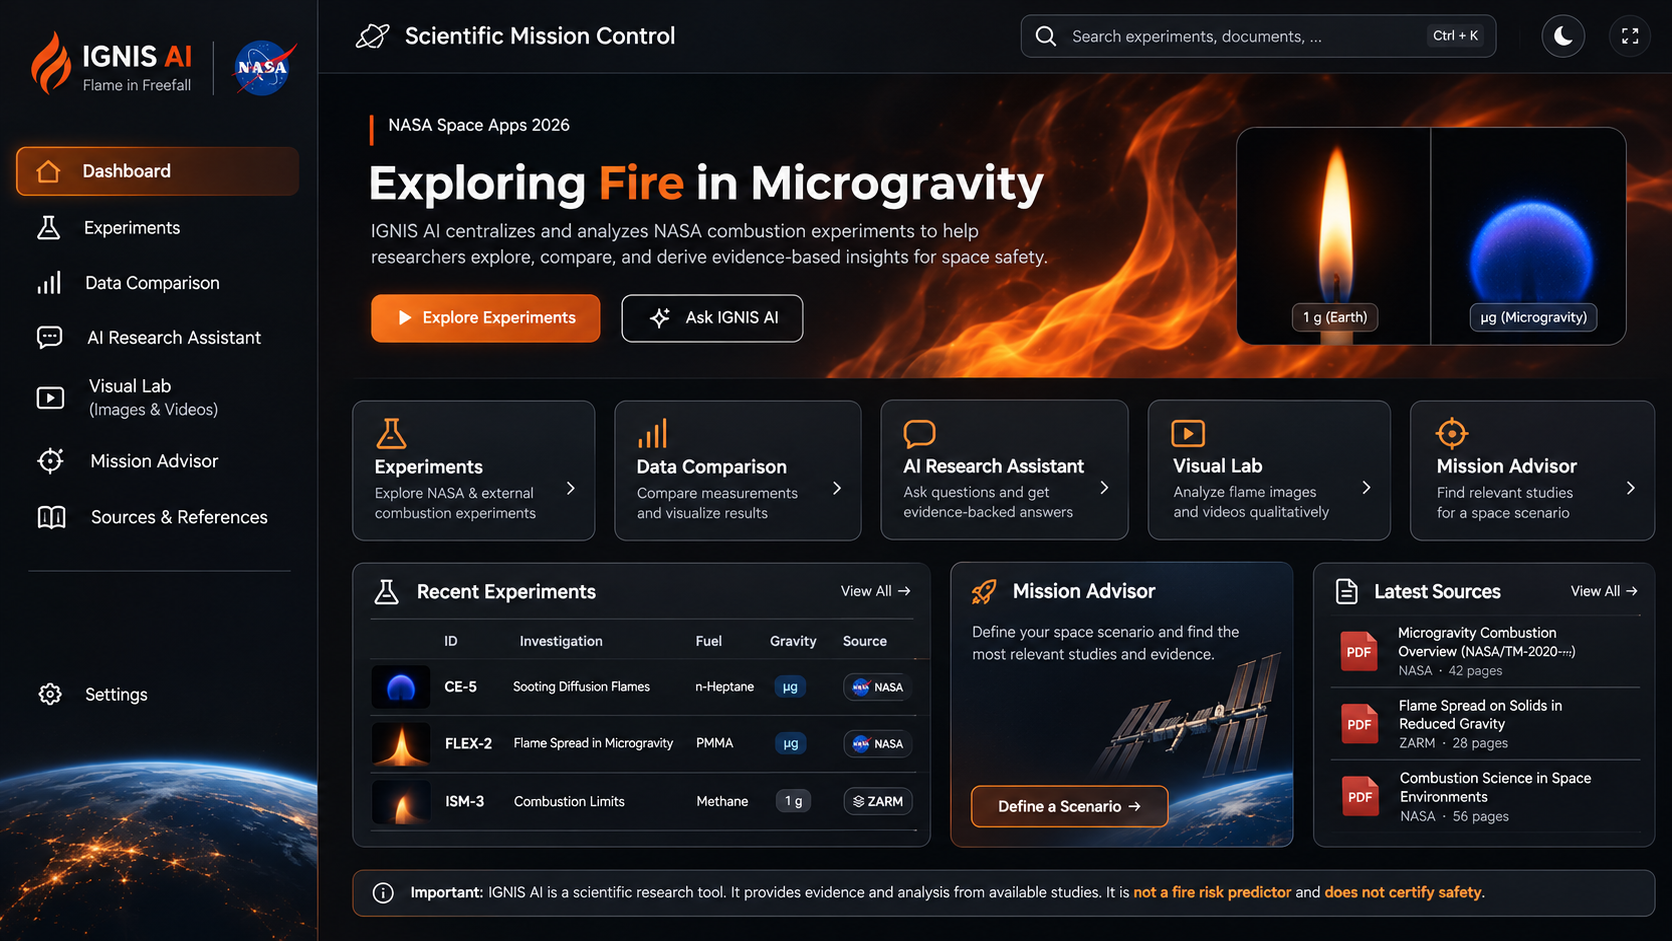 IGNIS AI
Flame in Freefall
NASA
Dashboard
Experiments
Data Comparison
AI Research Assistant
Visual Lab
(Images & Videos)
Mission Advisor
Sources & References
Settings
Scientific Mission Control
Search experiments, documents, ...
Ctrl + K
NASA Space Apps 2026
Exploring Fire in Microgravity
IGNIS AI centralizes and analyzes NASA combustion experiments to help
researchers explore, compare, and derive evidence-based insights for space safety.
Explore Experiments
Ask IGNIS AI
1 g (Earth)
µg (Microgravity)
Experiments
Explore NASA & external
combustion experiments
Data Comparison
Compare measurements
and visualize results
AI Research Assistant
Ask questions and get
evidence-backed answers
Visual Lab
Analyze flame images
and videos qualitatively
Mission Advisor
Find relevant studies
for a space scenario
Recent Experiments
View All →
ID Investigation Fuel Gravity Source
CE-5 Sooting Diffusion Flames n-Heptane µg NASA NASA
FLEX-2 Flame Spread in Microgravity PMMA µg NASA NASA
ISM-3 Combustion Limits Methane 1 g ZARM
Mission Advisor
Define your space scenario and find the
most relevant studies and evidence.
Define a Scenario →
Latest Sources
View All →
PDF
Microgravity Combustion
Overview (NASA/TM-2020-...)
NASA · 42 pages
PDF
Flame Spread on Solids in
Reduced Gravity
ZARM · 28 pages
PDF
Combustion Science in Space
Environments
NASA · 56 pages
Important: IGNIS AI is a scientific research tool. It provides evidence and analysis from available studies. It is not a fire risk predictor and does not certify safety.